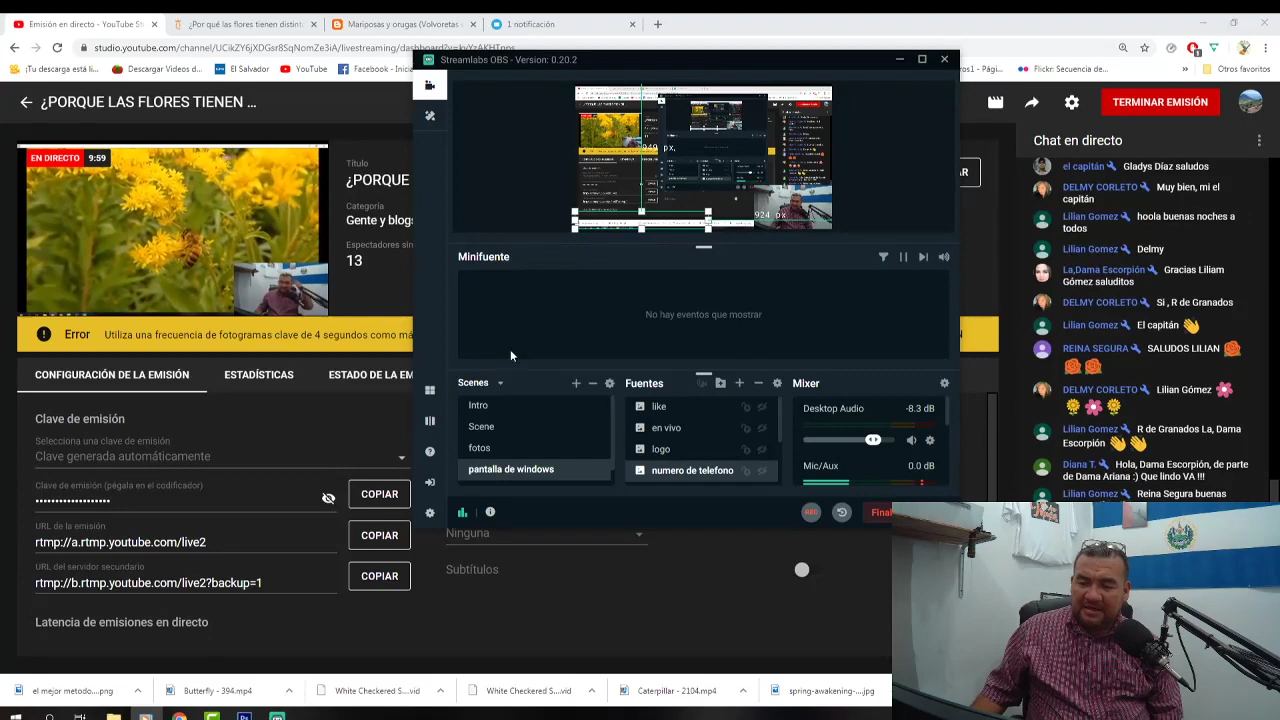 Emisión en directo - YouTube St
¿Por qué las flores tienen distint
Mariposas y orugas (Volvoretas
1 notificación
studio.youtube.com/channel/UCikZY6jXDGsr8SqNomZe3iA/livestreaming/dashboard?
¡Tu descarga está li...
Descargar Videos d...
El Salvador
YouTube
Facebook - Inicia
Flickr: Secuencia de...
Otros favoritos
Streamlabs OBS - Version: 0.20.2
¿PORQUE LAS FLORES TIENEN ...
TERMINAR EMISIÓN
EN DIRECTO 9:59
Título
¿PORQUE
Categoría
Gente y blogs
Espectadores sim
13
Error
Utiliza una frecuencia de fotogramas clave de 4 segundos como má
CONFIGURACIÓN DE LA EMISIÓN
ESTADÍSTICAS
ESTADO DE LA EM
Clave de emisión
Selecciona una clave de emisión
Clave generada automáticamente
Clave de emisión (pégala en el codificador)
••••••••••••••••••
COPIAR
URL de la emisión
rtmp://a.rtmp.youtube.com/live2
COPIAR
URL del servidor secundario
rtmp://b.rtmp.youtube.com/live2?backup=1
COPIAR
Latencia de emisiones en directo
px,
924 px
Minifuente
No hay eventos que mostrar
Scenes
Intro
Scene
fotos
pantalla de windows
Fuentes
like
en vivo
logo
numero de telefono
Mixer
Desktop Audio -8.3 dB
Mic/Aux 0.0 dB
REC
Final
Ninguna
Subtítulos
Chat en directo
el capitán Gladys Díaz saludos
DELMY CORLETO Muy bien, mi el
capitán
Lilian Gomez hoola buenas noches a
todos
Lilian Gomez Delmy
La,Dama Escorpión Gracias Liliam
Gómez saluditos
DELMY CORLETO Si , R de Granados
Lilian Gomez El capitán 👋
REINA SEGURA SALUDOS LILIAN 🌹
🌹🌹
DELMY CORLETO Lilian Gómez 🌸
🌼🌸🌼
Lilian Gomez R de Granados La, Dama
Escorpión 👋👋
Diana T. Hola, Dama Escorpión, de parte
de Dama Ariana :) Que lindo VA !!!
Lilian Gomez Reina Segura buenas
el mejor metodo....png
Butterfly - 394.mp4
White Checkered S....vid
White Checkered S....vid
Caterpillar - 2104.mp4
spring-awakening-...jpg